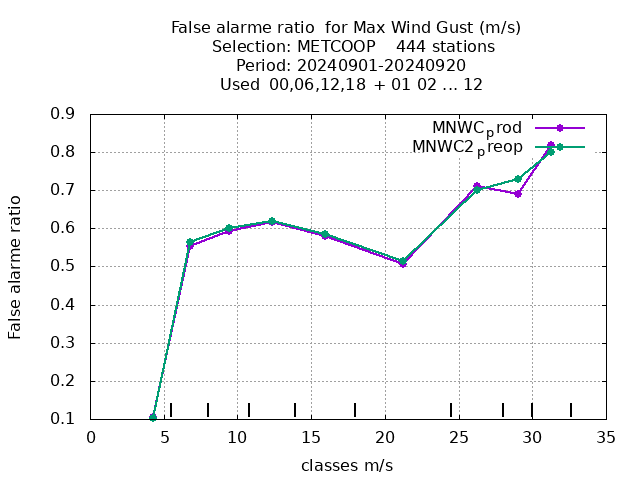 False alarme ratio  for Max Wind Gust (m/s)
Selection: METCOOP    444 stations
Period: 20240901-20240920
Used  00,06,12,18  + 01 02 ... 12
MNWCprod
MNWC2preop
0.9
0.8
0.7
0.6
0.5
0.4
0.3
0.2
0.1
False alarme ratio
0 5 10 15 20 25 30 35
classes m/s